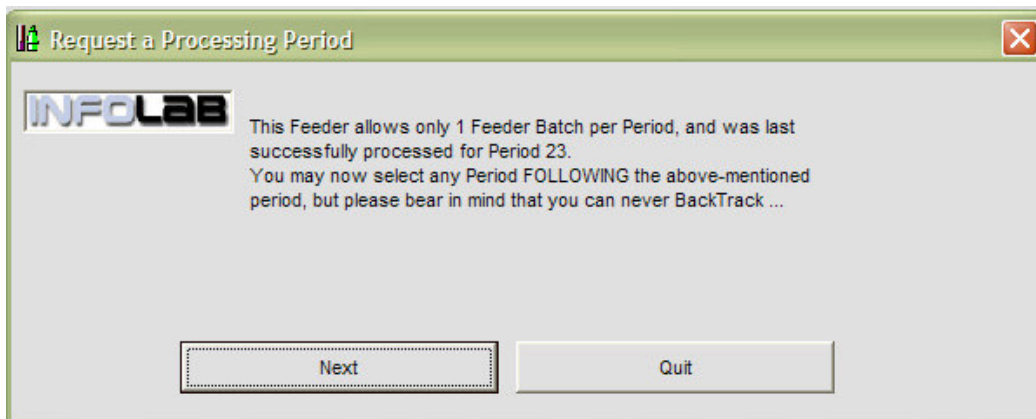 Request a Processing Period
INFOLAB
This Feeder allows only 1 Feeder Batch per Period, and was last
successfully processed for Period 23.
You may now select any Period FOLLOWING the above-mentioned
period, but please bear in mind that you can never BackTrack ...
Next
Quit